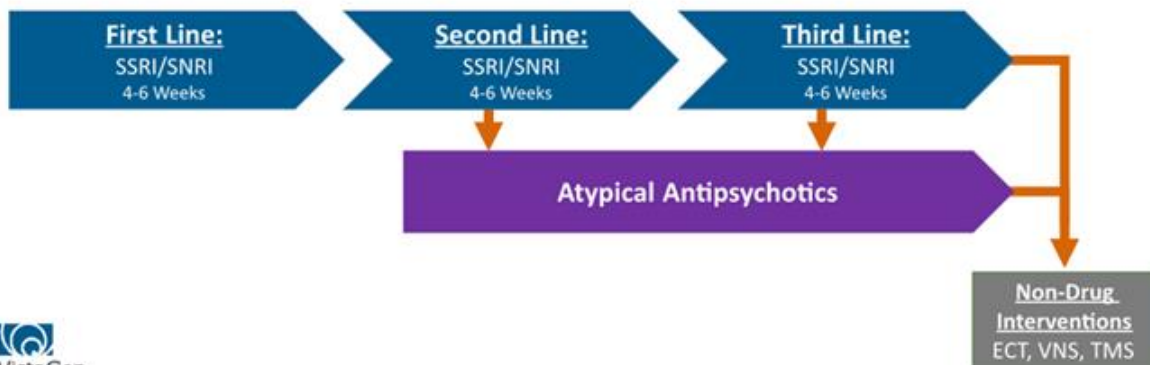 First Line:
SSRI/SNRI
4-6 Weeks
Second Line:
SSRI/SNRI
4-6 Weeks
Third Line:
SSRI/SNRI
4-6 Weeks
Atypical Antipsychotics
Non-Drug
Interventions
ECT, VNS, TMS